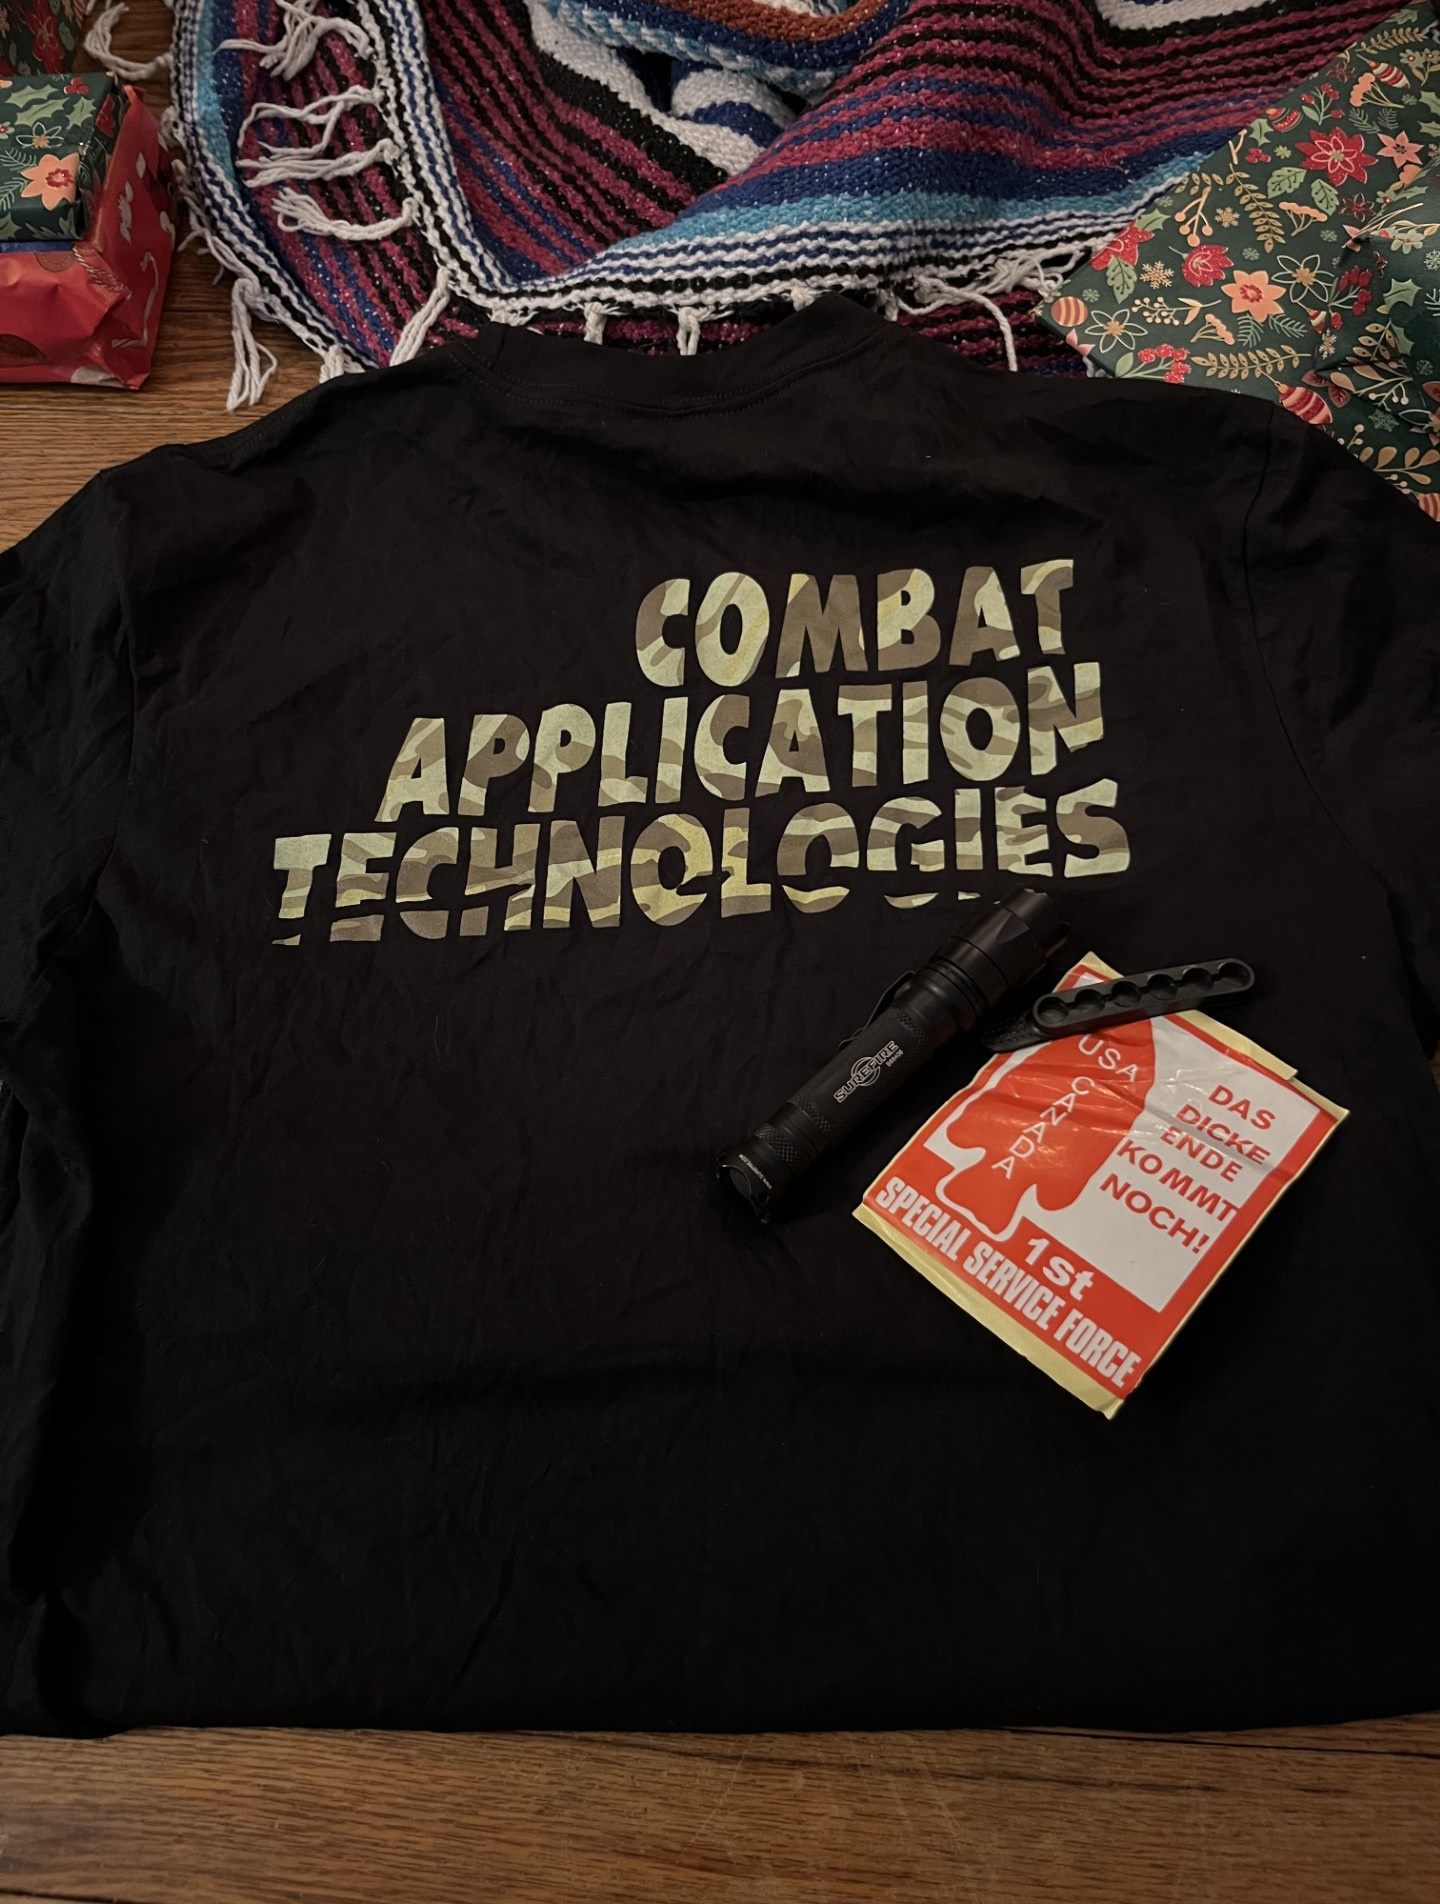 COMBAT
APPLICATION
TECHNOLOGIES
SUREFIRE
USA
CANADA
DAS
DICKE
ENDE
KOMMT
NOCH!
1st
SPECIAL SERVICE FORCE